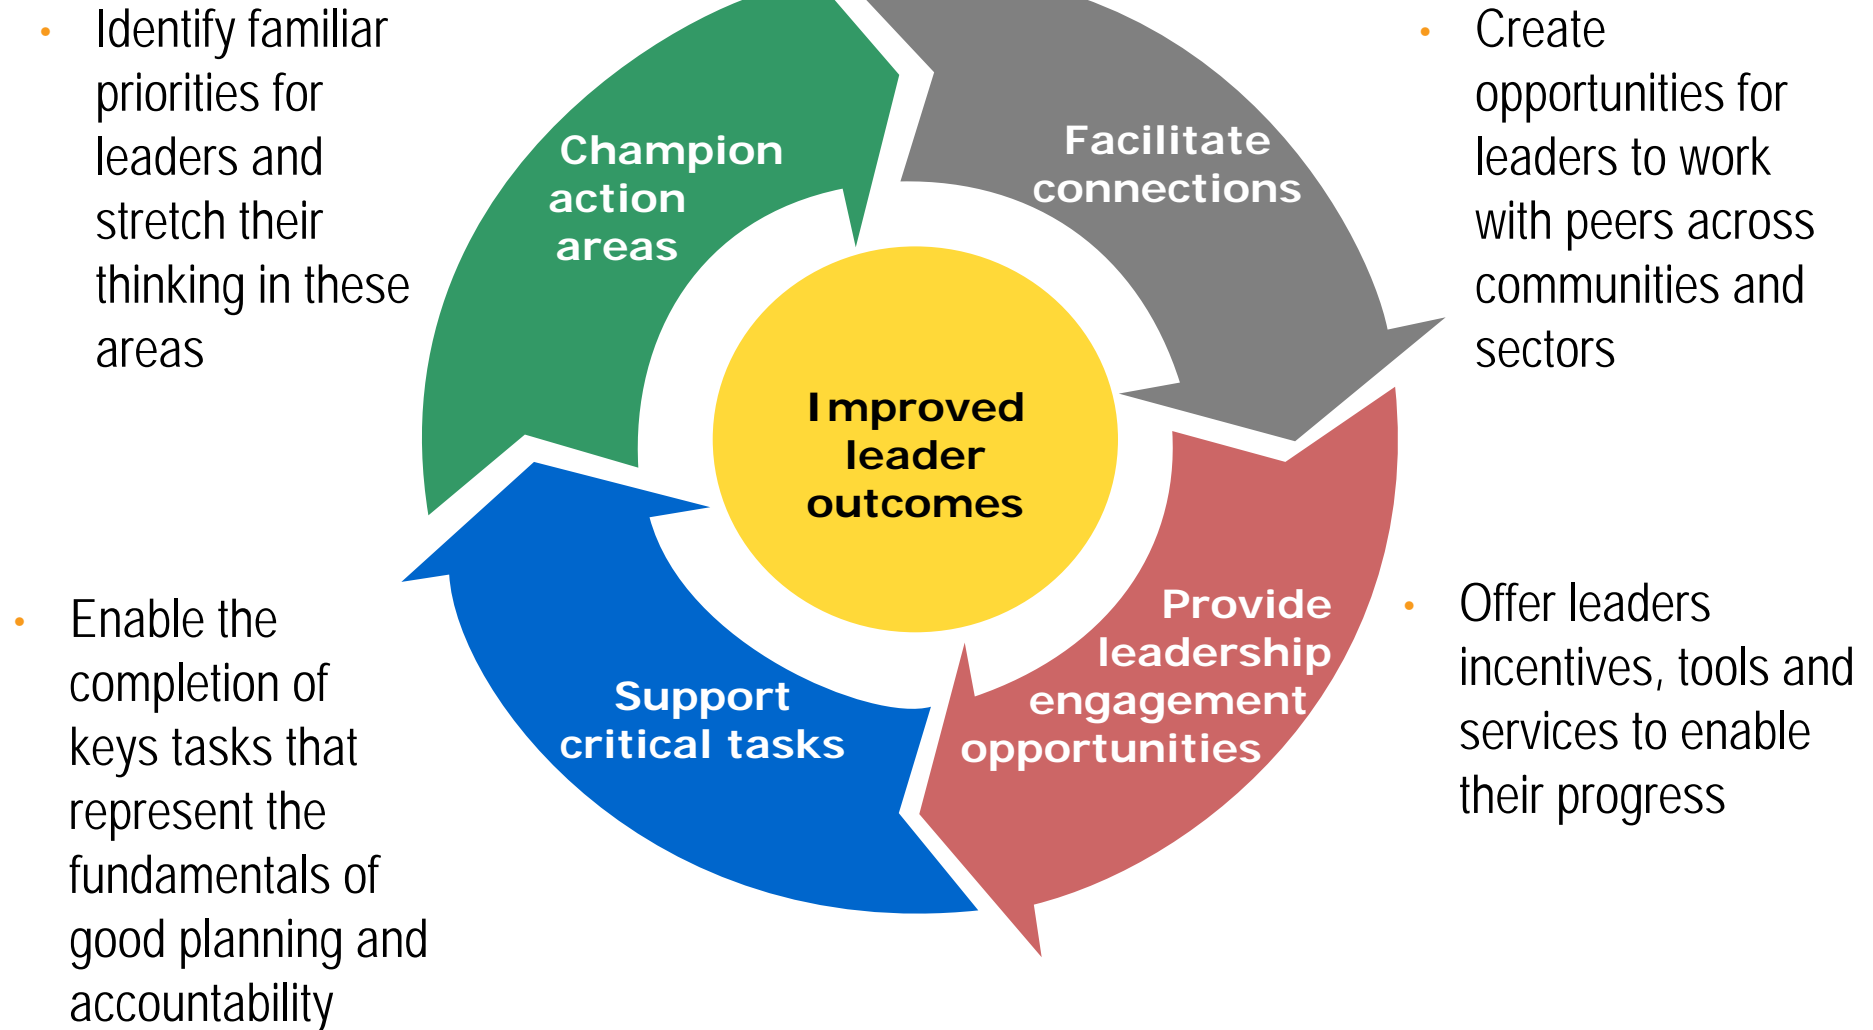 • Identify familiar
priorities for
leaders and
stretch their
thinking in these
areas
Champion
action
areas
Facilitate
connections
• Create
opportunities for
leaders to work
with peers across
communities and
sectors
Improved
leader
outcomes
• Enable the
completion of
keys tasks that
represent the
fundamentals of
good planning and
accountability
Support
critical tasks
Provide
leadership
engagement
opportunities
• Offer leaders
incentives, tools and
services to enable
their progress